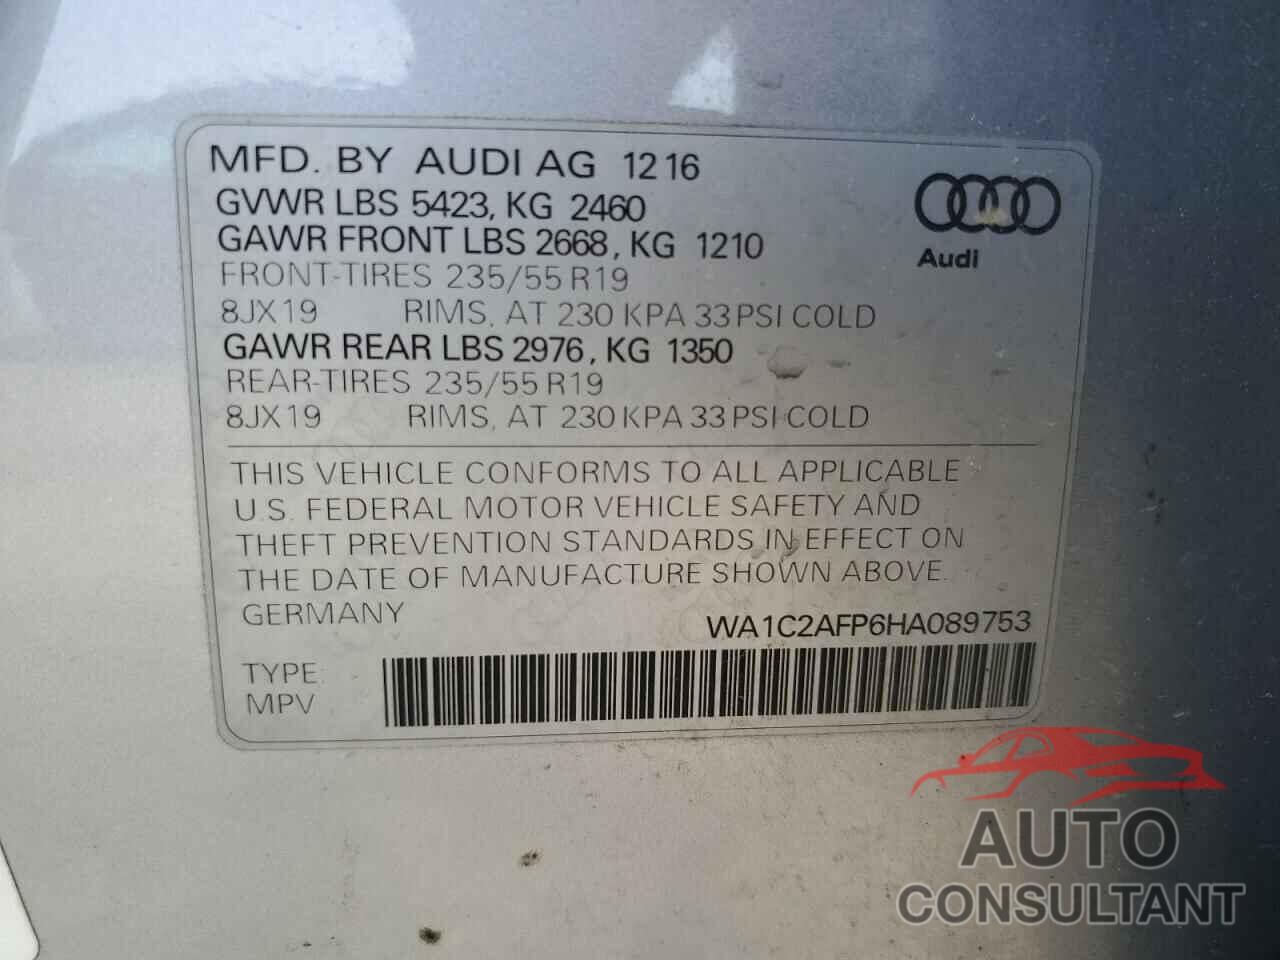 MFD. BY AUDI AG 12 16
GVWR LBS 5423, KG 2460
GAWR FRONT LBS 2668, KG 1210
FRONT-TIRES 235/55 R19
8JX19 RIMS, AT 230 KPA 33 PSI COLD
GAWR REAR LBS 2976, KG 1350
REAR-TIRES 235/55 R19
8JX19 RIMS, AT 230 KPA 33 PSI COLD
Audi
THIS VEHICLE CONFORMS TO ALL APPLICABLE
U.S. FEDERAL MOTOR VEHICLE SAFETY AND
THEFT PREVENTION STANDARDS IN EFFECT ON
THE DATE OF MANUFACTURE SHOWN ABOVE.
GERMANY
WA1C2AFP6HA089753
TYPE:
MPV
AUTO
CONSULTANT